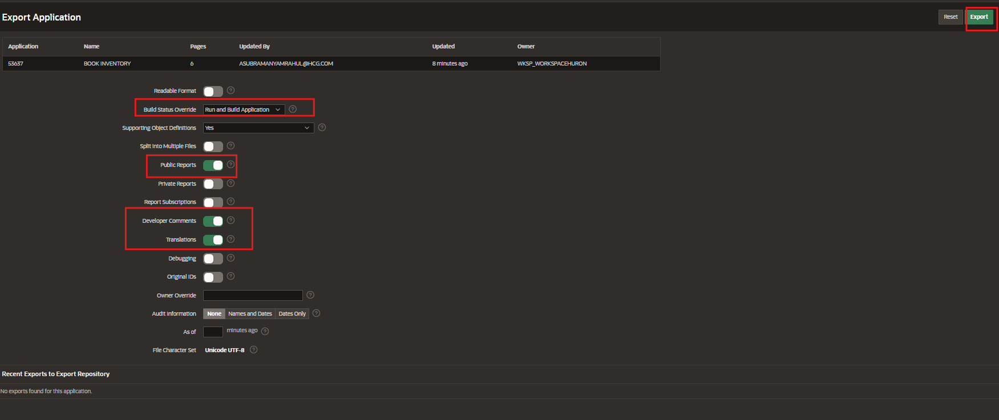 Export Application
Reset Export
Application Name Pages Updated By Updated Owner
53637 BOOK INVENTORY 6 ASUBRAMANYAMRAHUL@HCG.COM 8 minutes ago WKSP_WORKSPACEHURON
Readable Format ?
Build Status Override Run and Build Application ?
Supporting Object Definitions Yes ?
Split into Multiple Files ?
Public Reports ?
Private Reports ?
Report Subscriptions ?
Developer Comments ?
Translations ?
Debugging ?
Original IDs ?
Owner Override ?
Audit Information None Names and Dates Dates Only ?
As of minutes ago ?
File Character Set Unicode UTF-8 ?
Recent Exports to Export Repository
No exports found for this application.